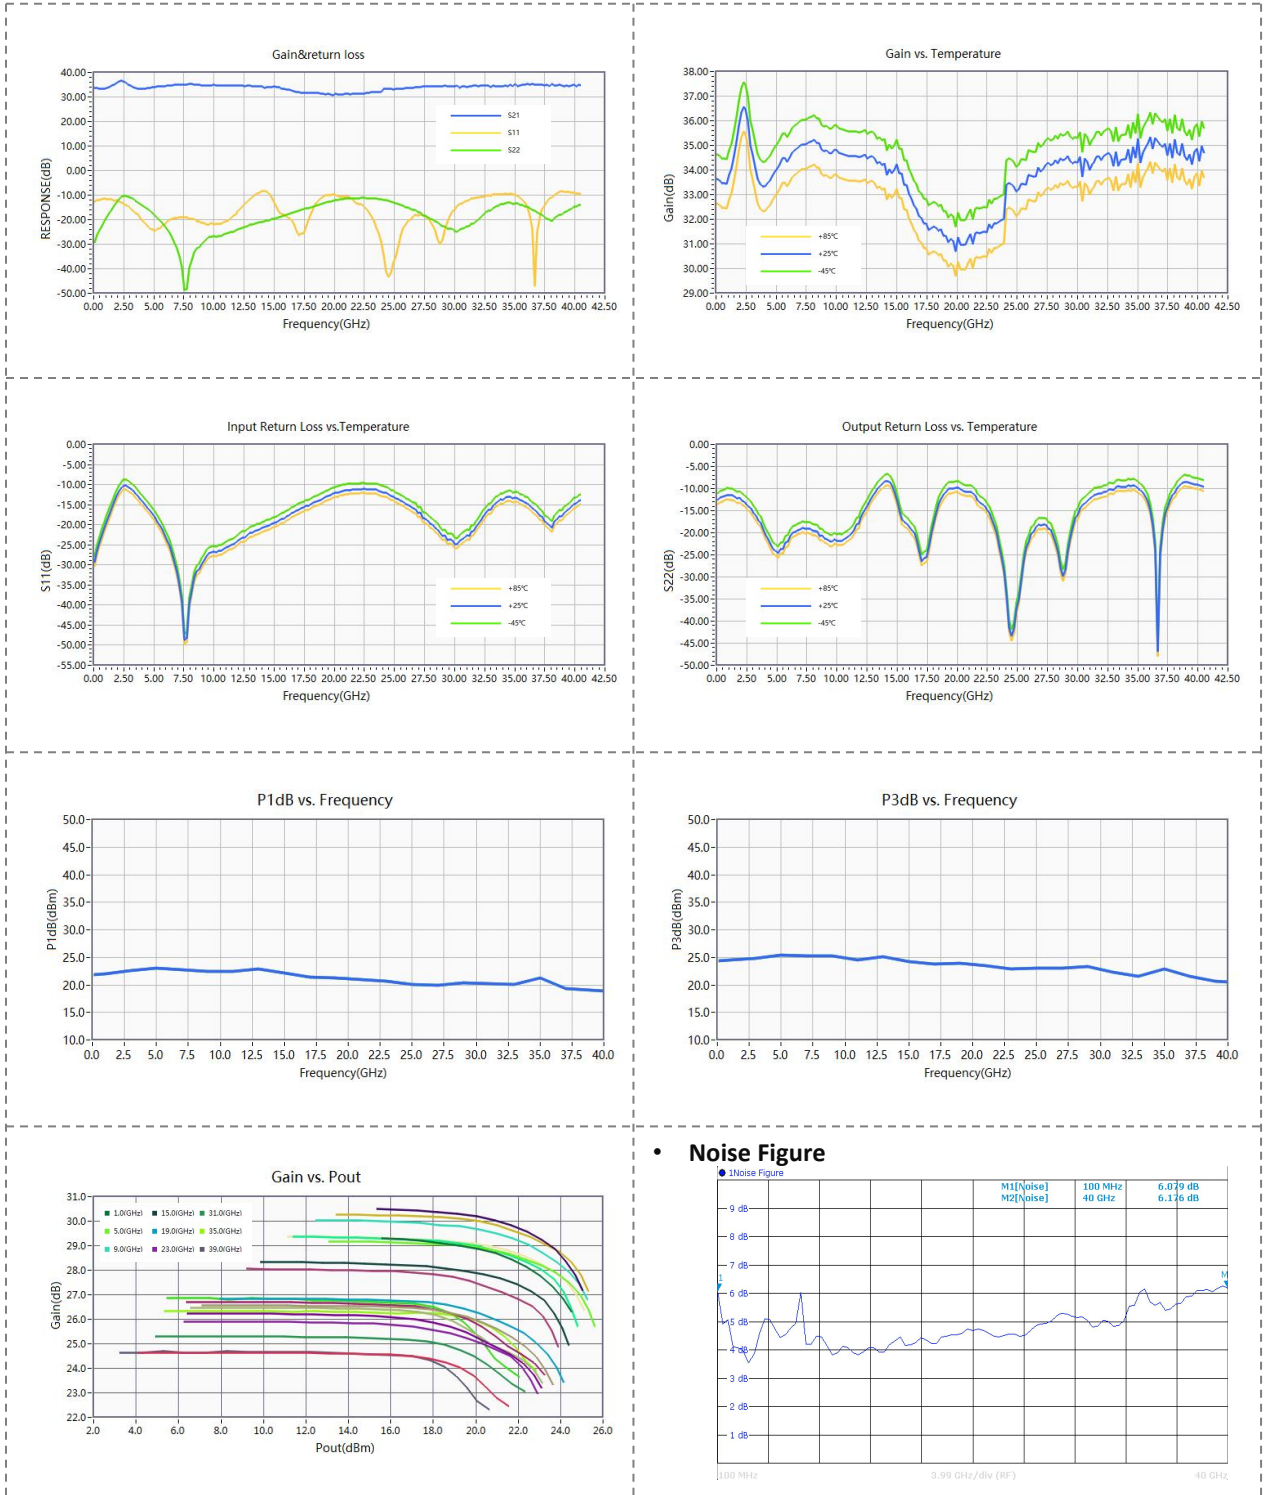 Gain&return loss
RESPONSE(dB)
40.00
30.00
20.00
10.00
0.00
-10.00
-20.00
-30.00
-40.00
-50.00
S21
S11
S22
0.00 2.50 5.00 7.50 10.00 12.50 15.00 17.50 20.00 22.50 25.00 27.50 30.00 32.50 35.00 37.50 40.00 42.50
Frequency(GHz)
Gain vs. Temperature
Gain(dB)
38.00
37.00
36.00
35.00
34.00
33.00
32.00
31.00
30.00
29.00
+85℃
+25℃
-45℃
0.00 2.50 5.00 7.50 10.00 12.50 15.00 17.50 20.00 22.50 25.00 27.50 30.00 32.50 35.00 37.50 40.00 42.50
Frequency(GHz)
Input Return Loss vs.Temperature
S11(dB)
0.00
-5.00
-10.00
-15.00
-20.00
-25.00
-30.00
-35.00
-40.00
-45.00
-50.00
-55.00
+85℃
+25℃
-45℃
0.00 2.50 5.00 7.50 10.00 12.50 15.00 17.50 20.00 22.50 25.00 27.50 30.00 32.50 35.00 37.50 40.00 42.50
Frequency(GHz)
Output Return Loss vs. Temperature
S22(dB)
0.00
-5.00
-10.00
-15.00
-20.00
-25.00
-30.00
-35.00
-40.00
-45.00
-50.00
+85℃
+25℃
-45℃
0.00 2.50 5.00 7.50 10.00 12.50 15.00 17.50 20.00 22.50 25.00 27.50 30.00 32.50 35.00 37.50 40.00 42.50
Frequency(GHz)
P1dB vs. Frequency
P1dB(dBm)
50.0
45.0
40.0
35.0
30.0
25.0
20.0
15.0
10.0
0.0 2.5 5.0 7.5 10.0 12.5 15.0 17.5 20.0 22.5 25.0 27.5 30.0 32.5 35.0 37.5 40.0
Frequency(GHz)
P3dB vs. Frequency
P3dB(dBm)
50.0
45.0
40.0
35.0
30.0
25.0
20.0
15.0
10.0
0.0 2.5 5.0 7.5 10.0 12.5 15.0 17.5 20.0 22.5 25.0 27.5 30.0 32.5 35.0 37.5 40.0
Frequency(GHz)
Gain vs. Pout
Gain(dB)
31.0
30.0
29.0
28.0
27.0
26.0
25.0
24.0
23.0
22.0
1.0(GHz) 15.0(GHz) 31.0(GHz)
5.0(GHz) 19.0(GHz) 35.0(GHz)
9.0(GHz) 23.0(GHz) 39.0(GHz)
2.0 4.0 6.0 8.0 10.0 12.0 14.0 16.0 18.0 20.0 22.0 24.0 26.0
Pout(dBm)
• Noise Figure
1Noise Figure
M1[Noise] 100 MHz 6.079 dB
M2[Noise] 40 GHz 6.176 dB
9 dB
8 dB
7 dB
1
M
6 dB
5 dB
4 dB
3 dB
2 dB
1 dB
100 MHz 3.99 GHz/div (RF) 40 GHz